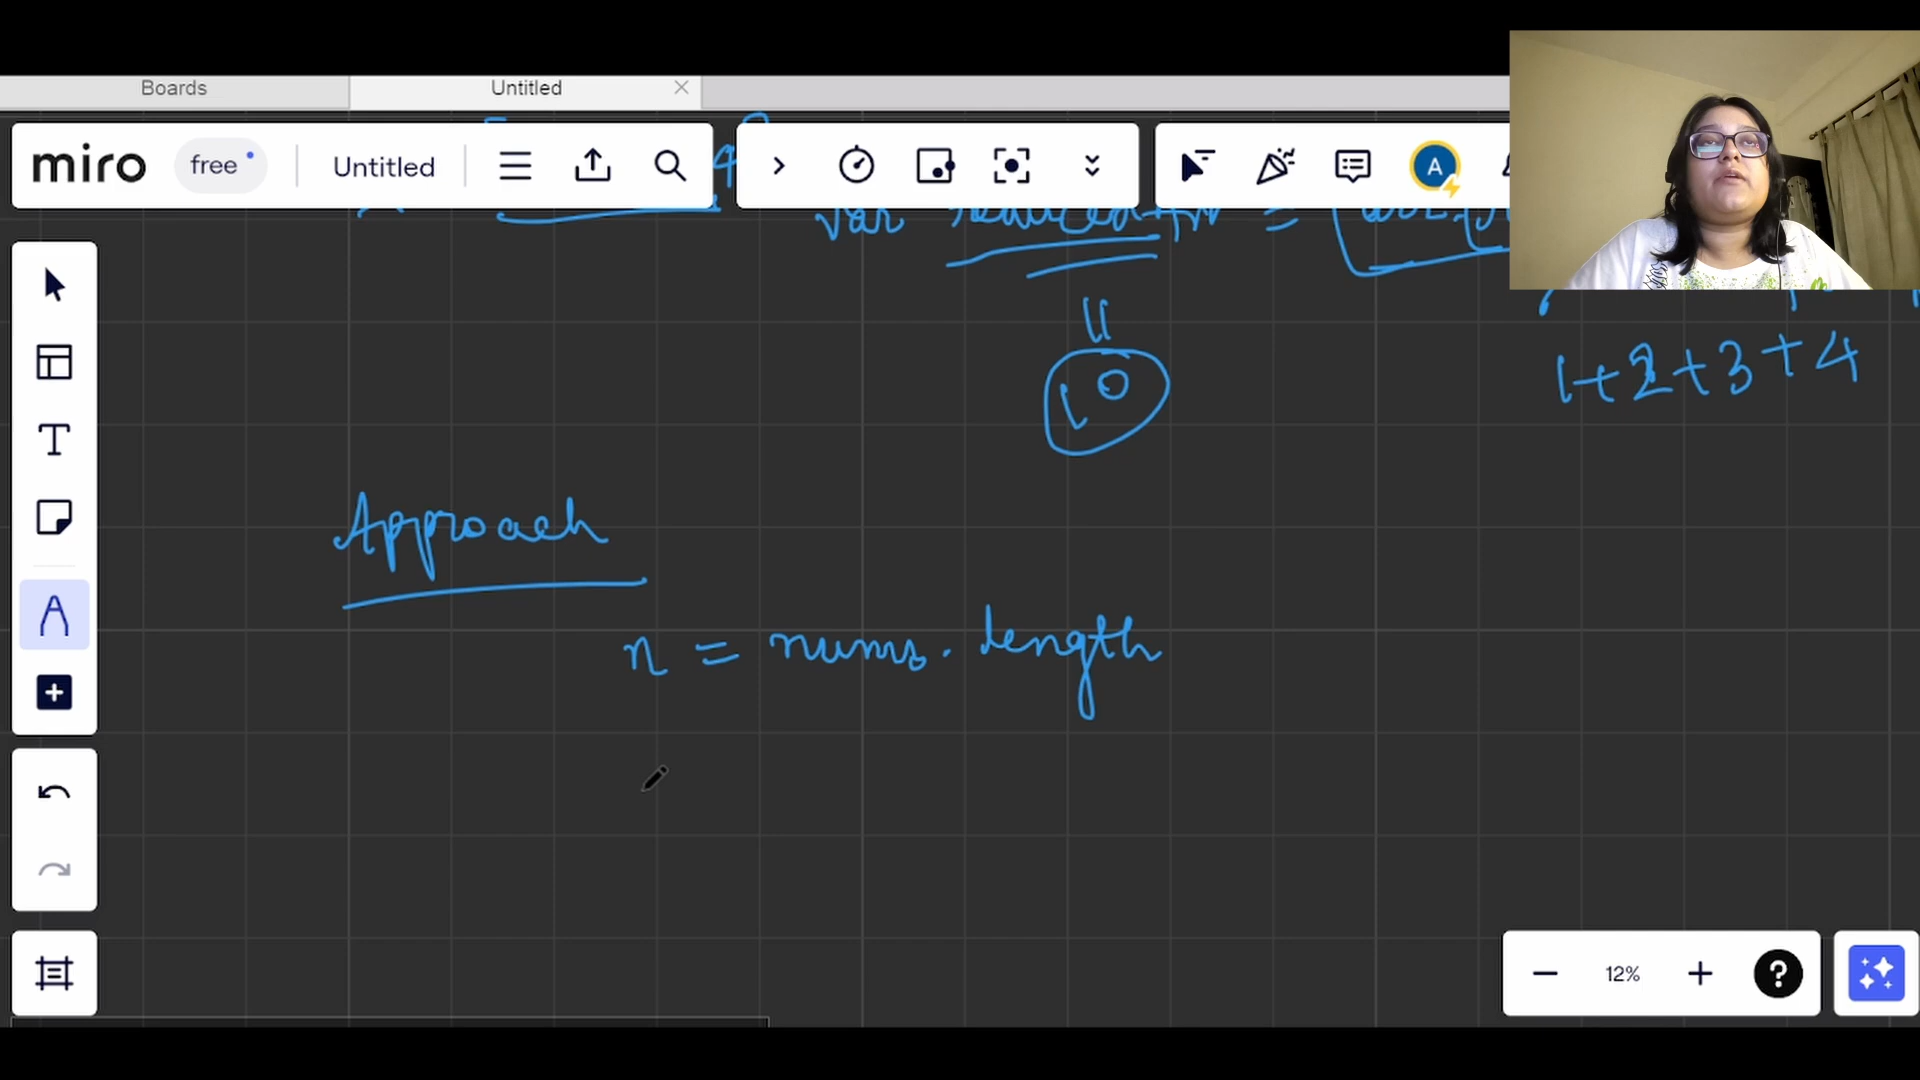 Boards Untitled
miro free Untitled A
var =
1+2+3+4
10
Approach
n = nums.length
12%